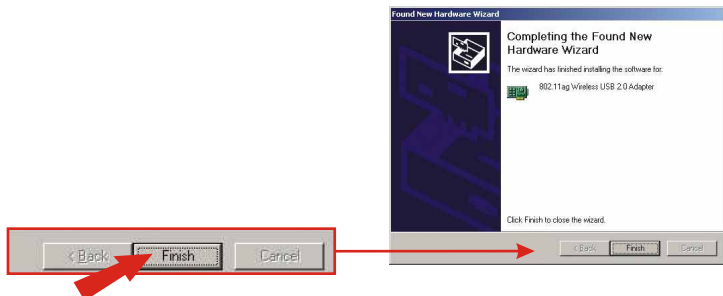 Found New Hardware Wizard
Completing the Found New
Hardware Wizard
The wizard has finished installing the software for:
802.11ag Wireless USB 2.0 Adapter
Click Finish to close the wizard.
< Back Finish Cancel
< Back Finish Cancel